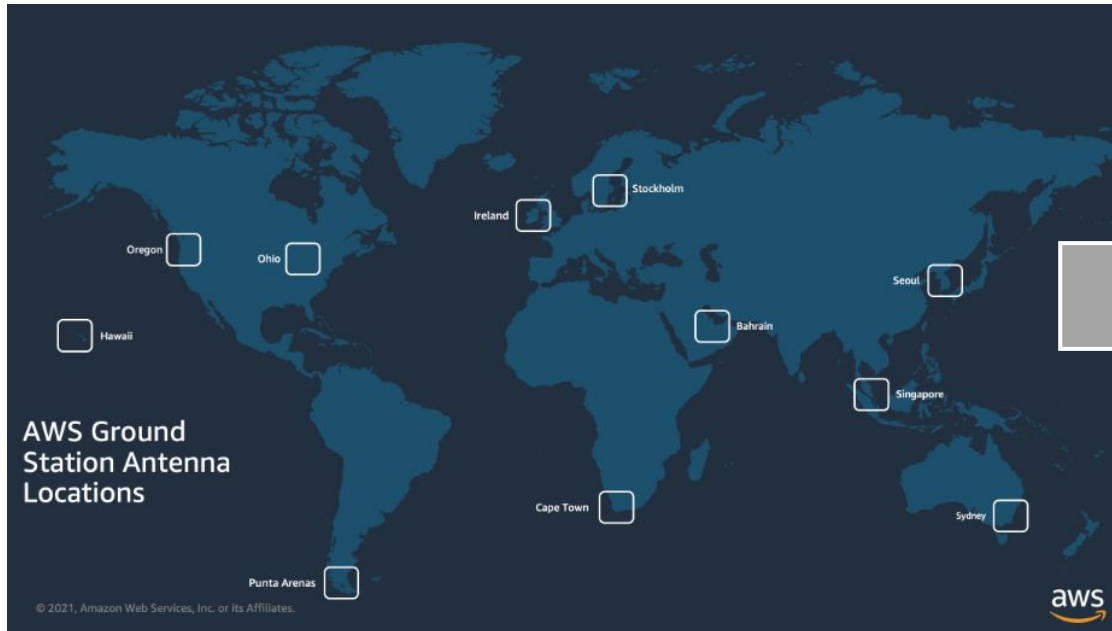 Stockholm
Ireland
Oregon
Ohio
Seoul
Hawaii
Bahrain
Singapore
AWS Ground
Station Antenna
Locations
Cape Town
Sydney
Punta Arenas
© 2021, Amazon Web Services, Inc. or its Affiliates.
aws